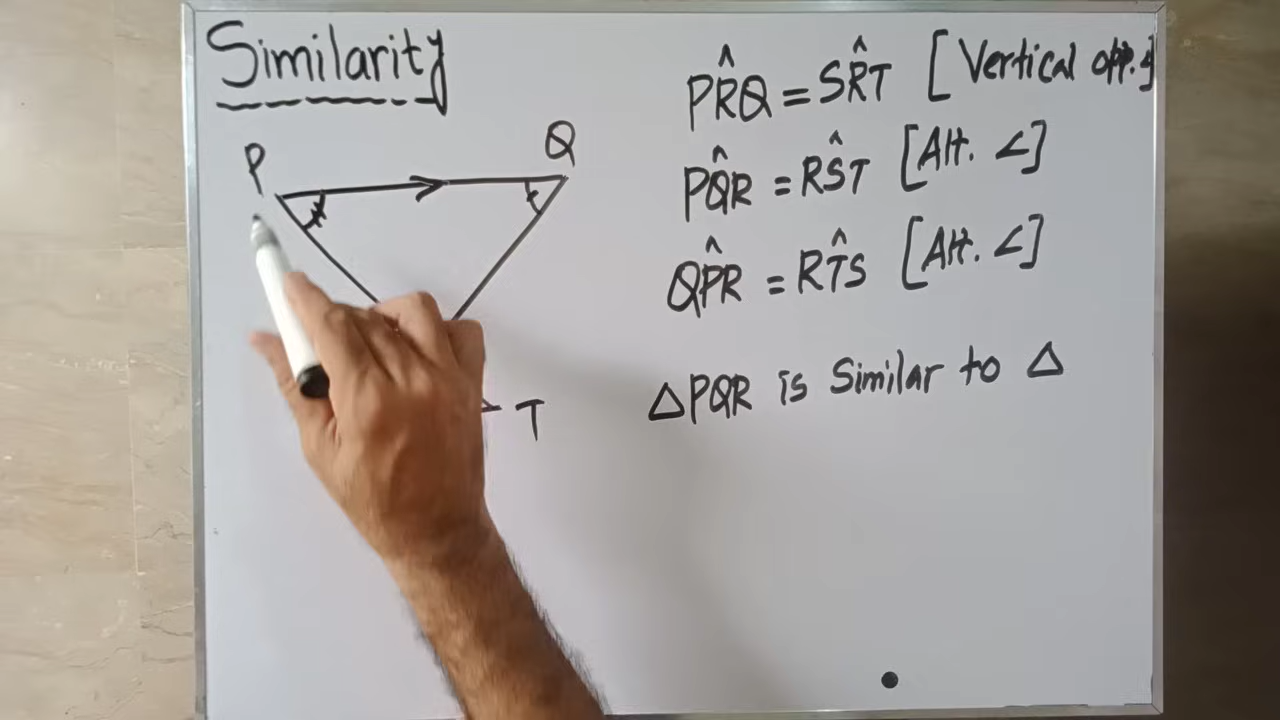 Similarity
P
Q
T
PR̂Q = SR̂T [Vertical opp. ∠
PQ̂R = RŜT [Alt. ∠]
QP̂R = RT̂S [Alt. ∠]
△PQR is Similar to △